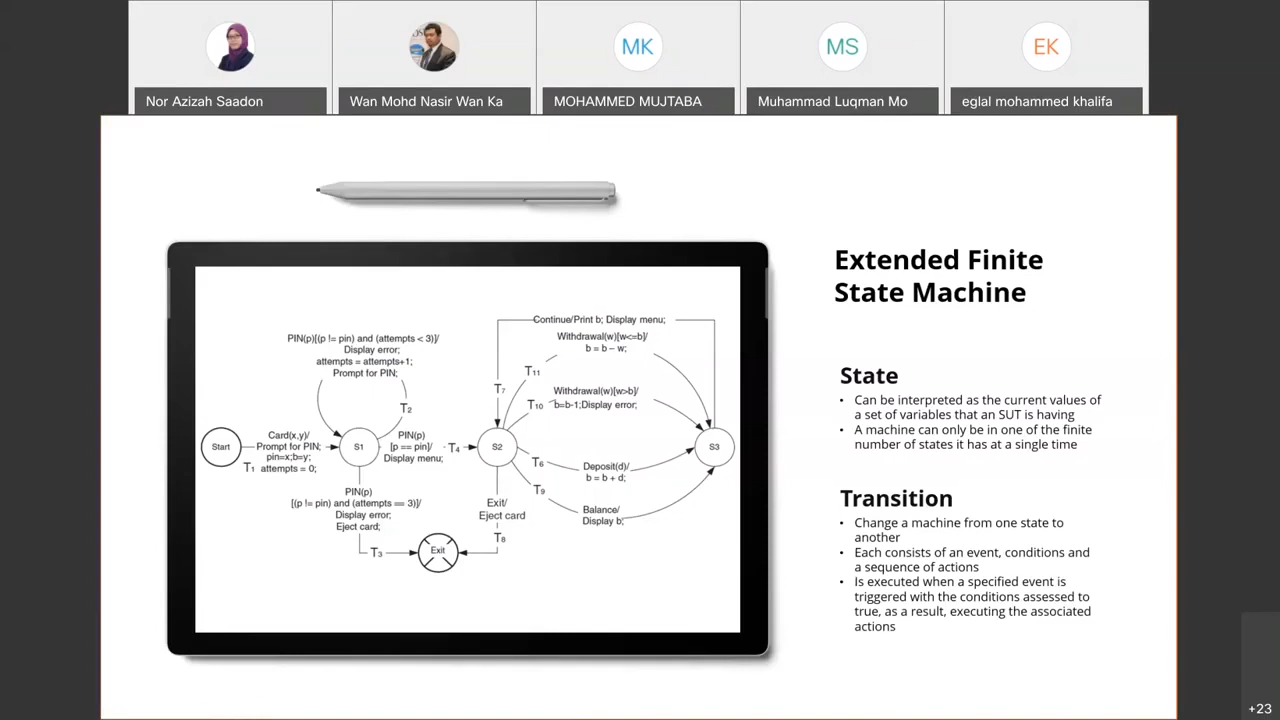 MK
MS
EK
Nor Azizah Saadon
Wan Mohd Nasir Wan Ka
MOHAMMED MUJTABA
Muhammad Luqman Mo
eglal mohammed khalifa
Extended Finite
State Machine
State
• Can be interpreted as the current values of
a set of variables that an SUT is having
• A machine can only be in one of the finite
number of states it has at a single time
Transition
• Change a machine from one state to
another
• Each consists of an event, conditions and
a sequence of actions
• Is executed when a specified event is
triggered with the conditions assessed to
true, as a result, executing the associated
actions
PIN(p)[(p != pin) and (attempts < 3)]/
Display error;
attempts = attempts+1;
Prompt for PIN;
T2
Start
Card(x,y)/
Prompt for PIN;
pin=x;b=y;
attempts = 0;
T1
S1
PIN(p)
[p == pin]/
Display menu;
T4
S2
PIN(p)
[(p != pin) and (attempts == 3)]/
Display error;
Eject card;
T3
Exit
Exit/
Eject card
T8
Continue/Print b; Display menu;
T7
Withdrawal(w)[w<=b]/
b = b – w;
T11
Withdrawal(w)[w>b]/
b=b-1;Display error;
T10
T6
Deposit(d)/
b = b + d;
T9
Balance/
Display b;
S3
+23